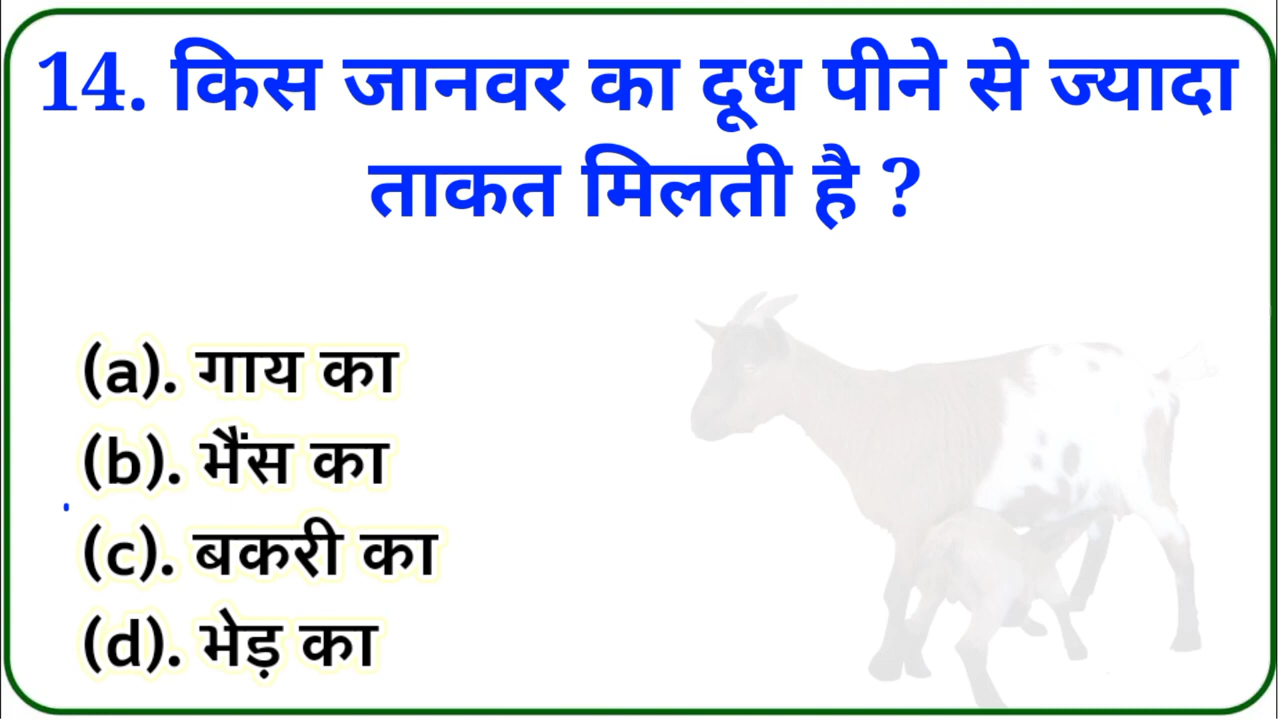 14. किस जानवर का दूध पीने से ज्यादा
ताकत मिलती है ?
(a). गाय का
(b). भैंस का
(c). बकरी का
(d). भेड़ का